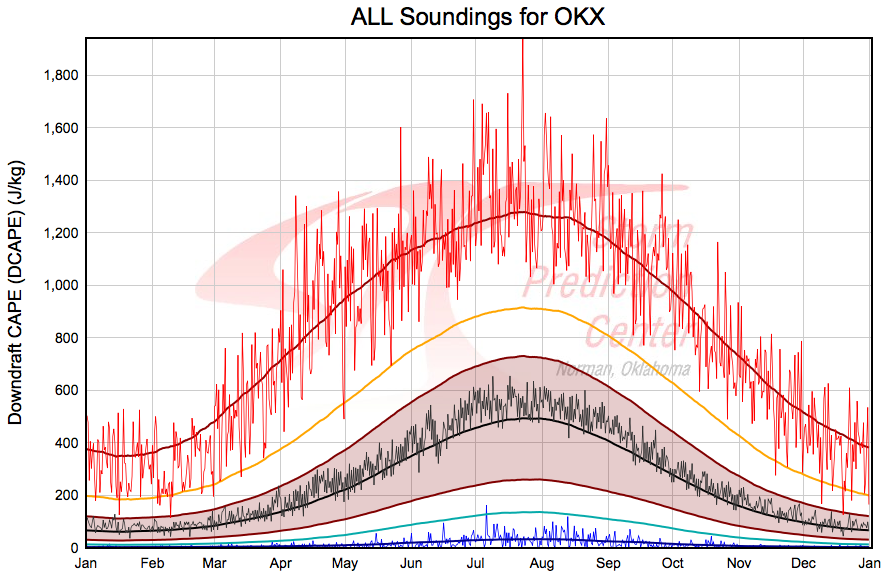 ALL Soundings for OKX
Downdraft CAPE (DCAPE) (J/kg)
1,800
1,600
1,400
1,200
1,000
800
600
400
200
0
Storm
Prediction
Center
Norman, Oklahoma
Jan Feb Mar Apr May Jun Jul Aug Sep Oct Nov Dec Jan